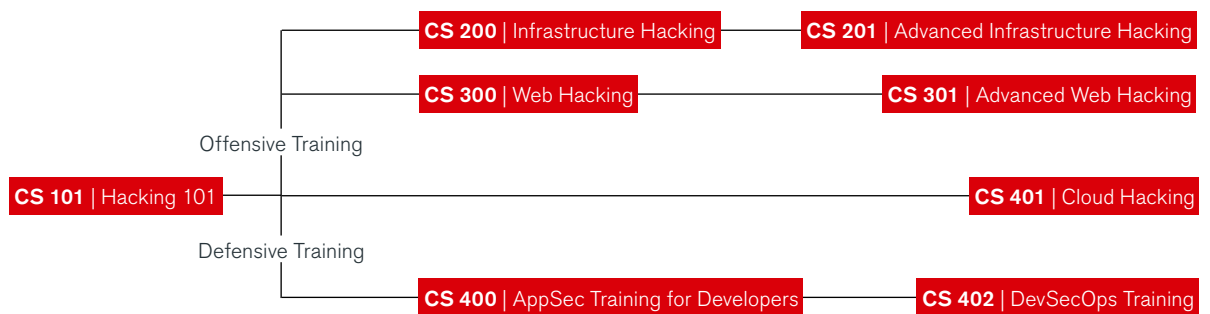 CS 200 | Infrastructure Hacking
CS 201 | Advanced Infrastructure Hacking
CS 300 | Web Hacking
CS 301 | Advanced Web Hacking
Offensive Training
CS 101 | Hacking 101
CS 401 | Cloud Hacking
Defensive Training
CS 400 | AppSec Training for Developers
CS 402 | DevSecOps Training